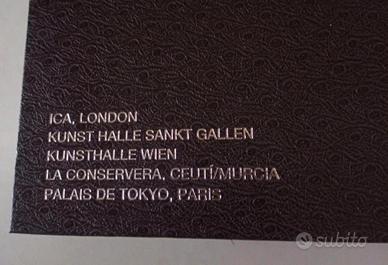 ICA, LONDON
KUNST HALLE SANKT GALLEN
KUNSTHALLE WIEN
LA CONSERVERA, CEUTÍ/MURCIA
PALAIS DE TOKYO, PARIS
subito